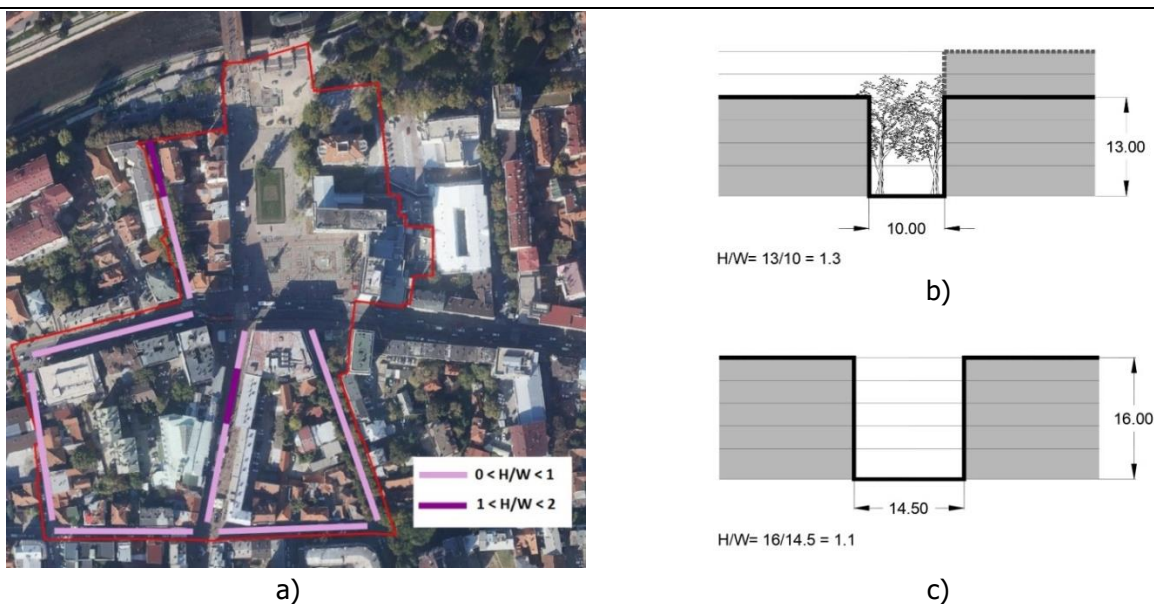 0 < H/W < 1
1 < H/W < 2
a)
13.00
10.00
H/W= 13/10 = 1.3
b)
16.00
14.50
H/W= 16/14.5 = 1.1
c)